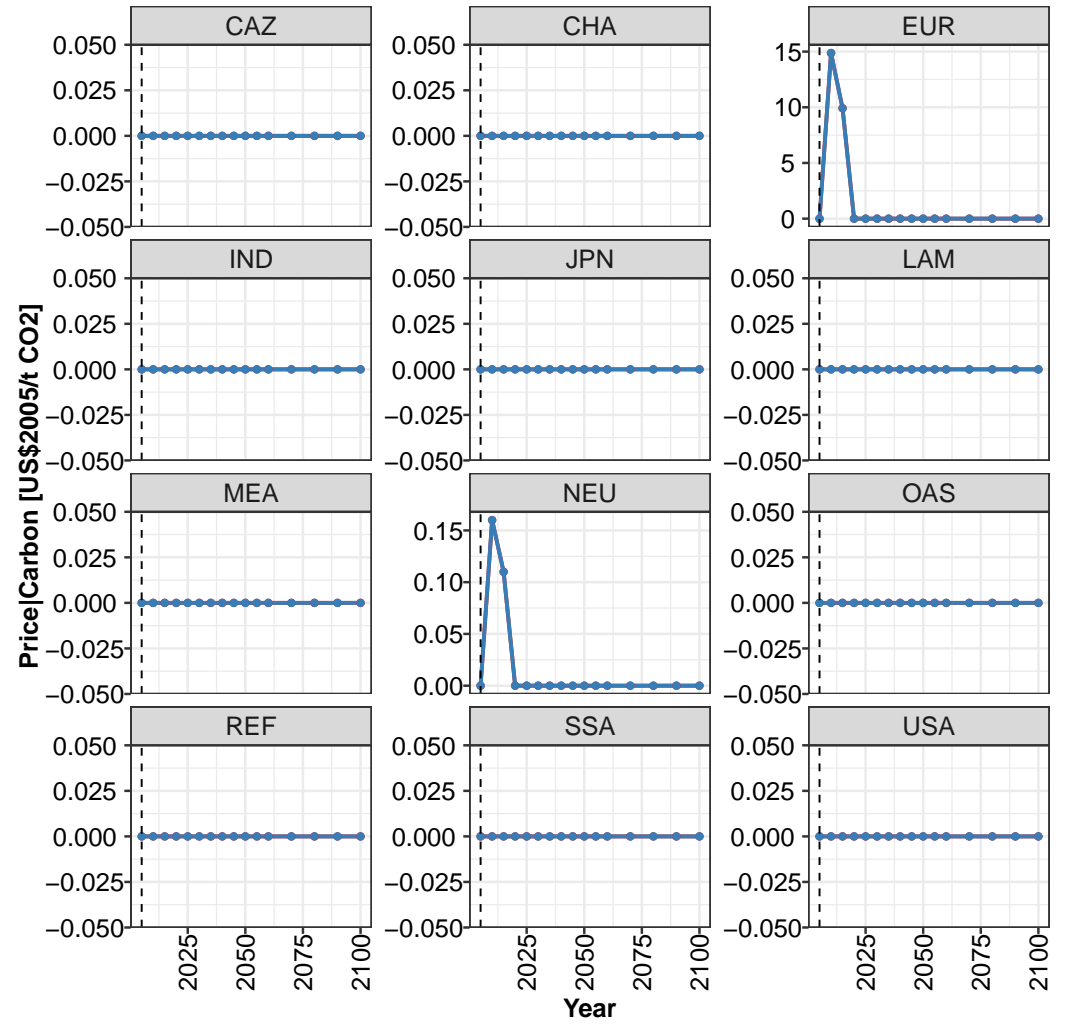 CAZ CHA EUR
0.050 0.050 15
0.025 0.025 10
0.000 0.000 5
−0.025 −0.025 0
−0.050 −0.050
IND JPN LAM
0.050 0.050 0.050
0.025 0.025 0.025
0.000 0.000 0.000
−0.025 −0.025 −0.025
−0.050 −0.050 −0.050
MEA NEU OAS
0.050 0.15 0.050
0.025 0.10 0.025
0.000 0.05 0.000
−0.025 0.00 −0.025
−0.050 −0.050
REF SSA USA
0.050 0.050 0.050
0.025 0.025 0.025
0.000 0.000 0.000
−0.025 −0.025 −0.025
−0.050 −0.050 −0.050
2025 2050 2075 2100 2025 2050 2075 2100 2025 2050 2075 2100
Year
Price|Carbon [US$2005/t CO2]